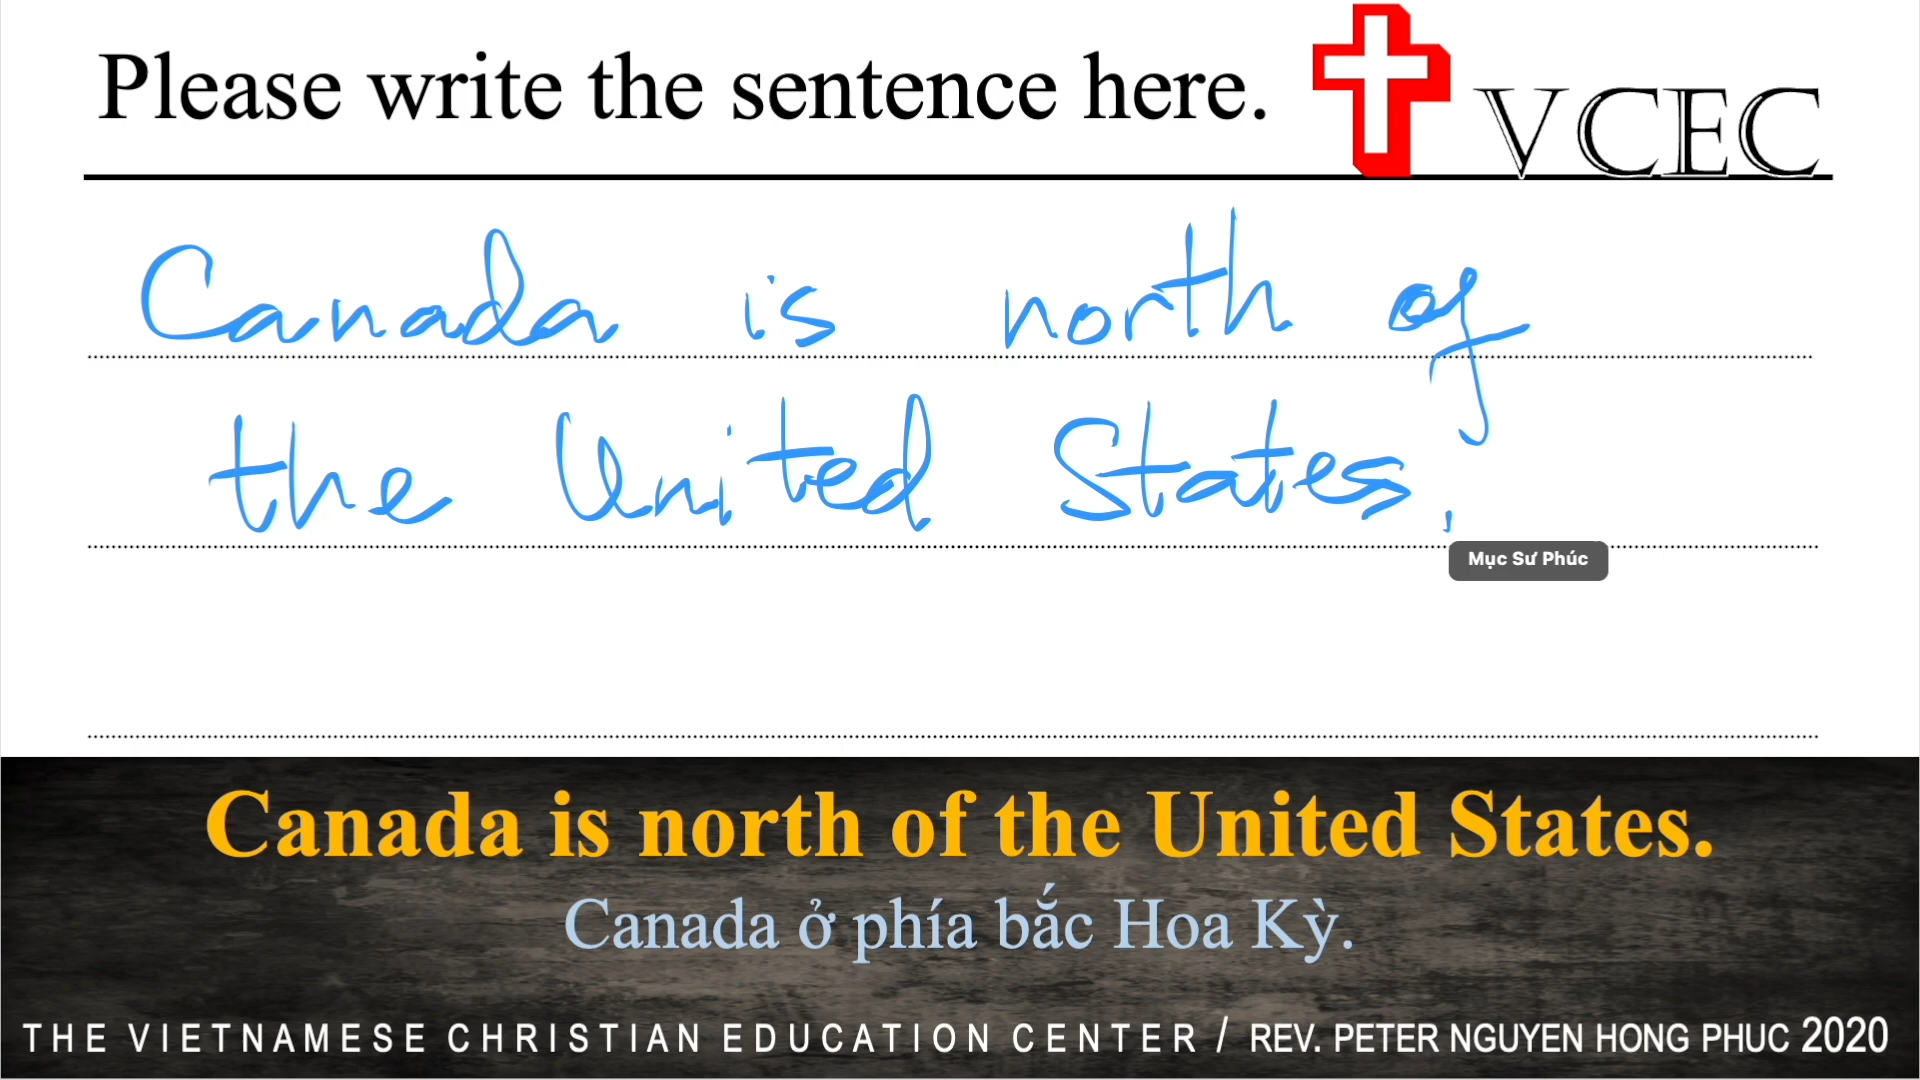 Please write the sentence here.
VCEC
Canada is north of
the United States.
Mục Sư Phúc
Canada is north of the United States.
Canada ở phía bắc Hoa Kỳ.
THE VIETNAMESE CHRISTIAN EDUCATION CENTER / REV. PETER NGUYEN HONG PHUC 2020